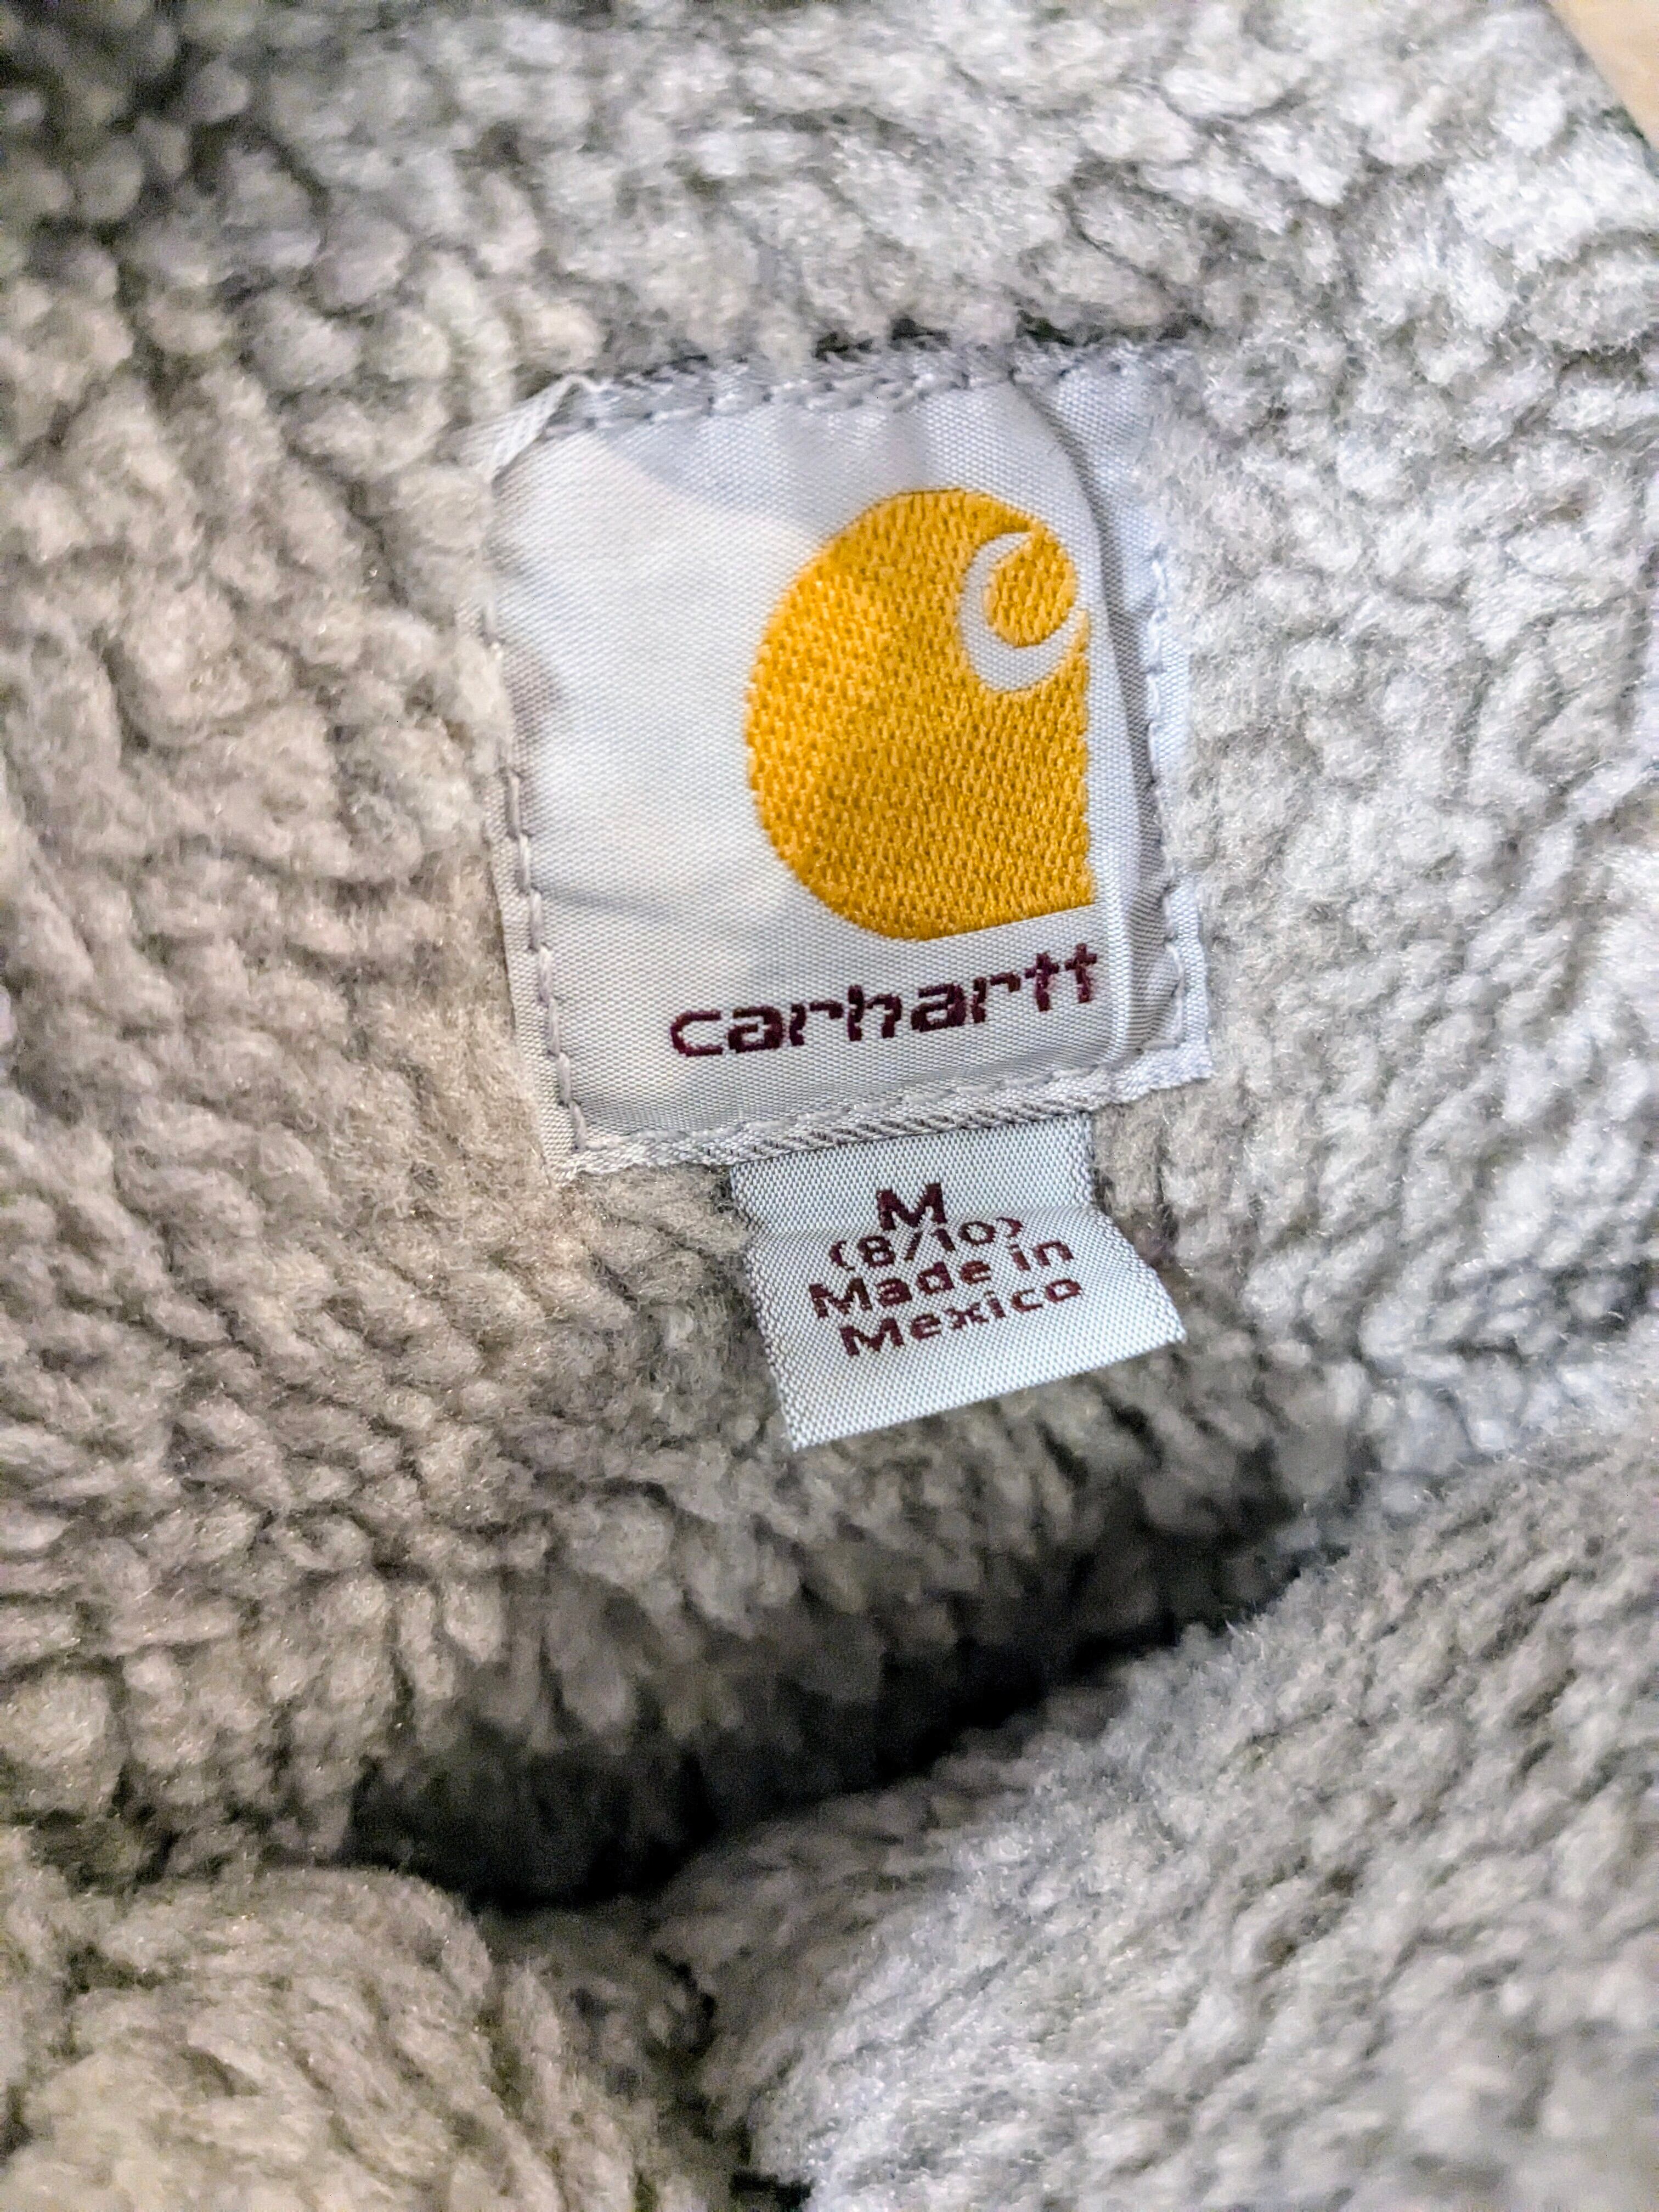 carhartt
M
(8/10)
Made in
Mexico